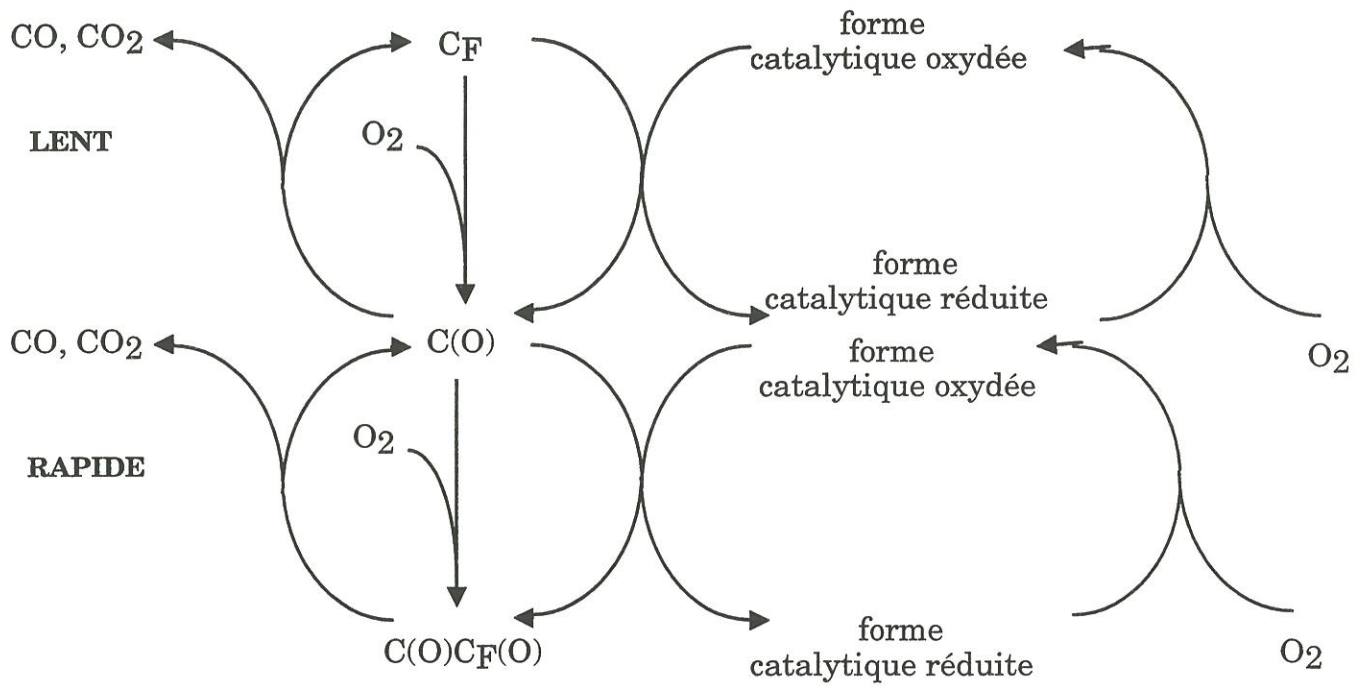 CO, CO2
CF
forme
catalytique oxydée
LENT
O2
forme
catalytique réduite
CO, CO2
C(O)
forme
catalytique oxydée
O2
O2
RAPIDE
C(O)CF(O)
forme
catalytique réduite
O2